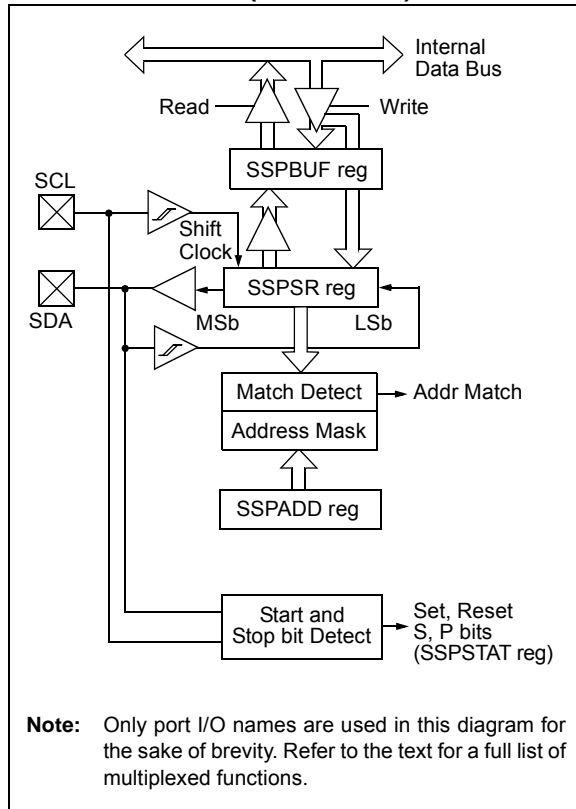 Internal
Data Bus
Read
Write
SSPBUF reg
SCL
Shift
Clock
SSPSR reg
SDA
MSb
LSb
Match Detect
Addr Match
Address Mask
SSPADD reg
Start and
Stop bit Detect
Set, Reset
S, P bits
(SSPSTAT reg)
Note: Only port I/O names are used in this diagram for
the sake of brevity. Refer to the text for a full list of
multiplexed functions.